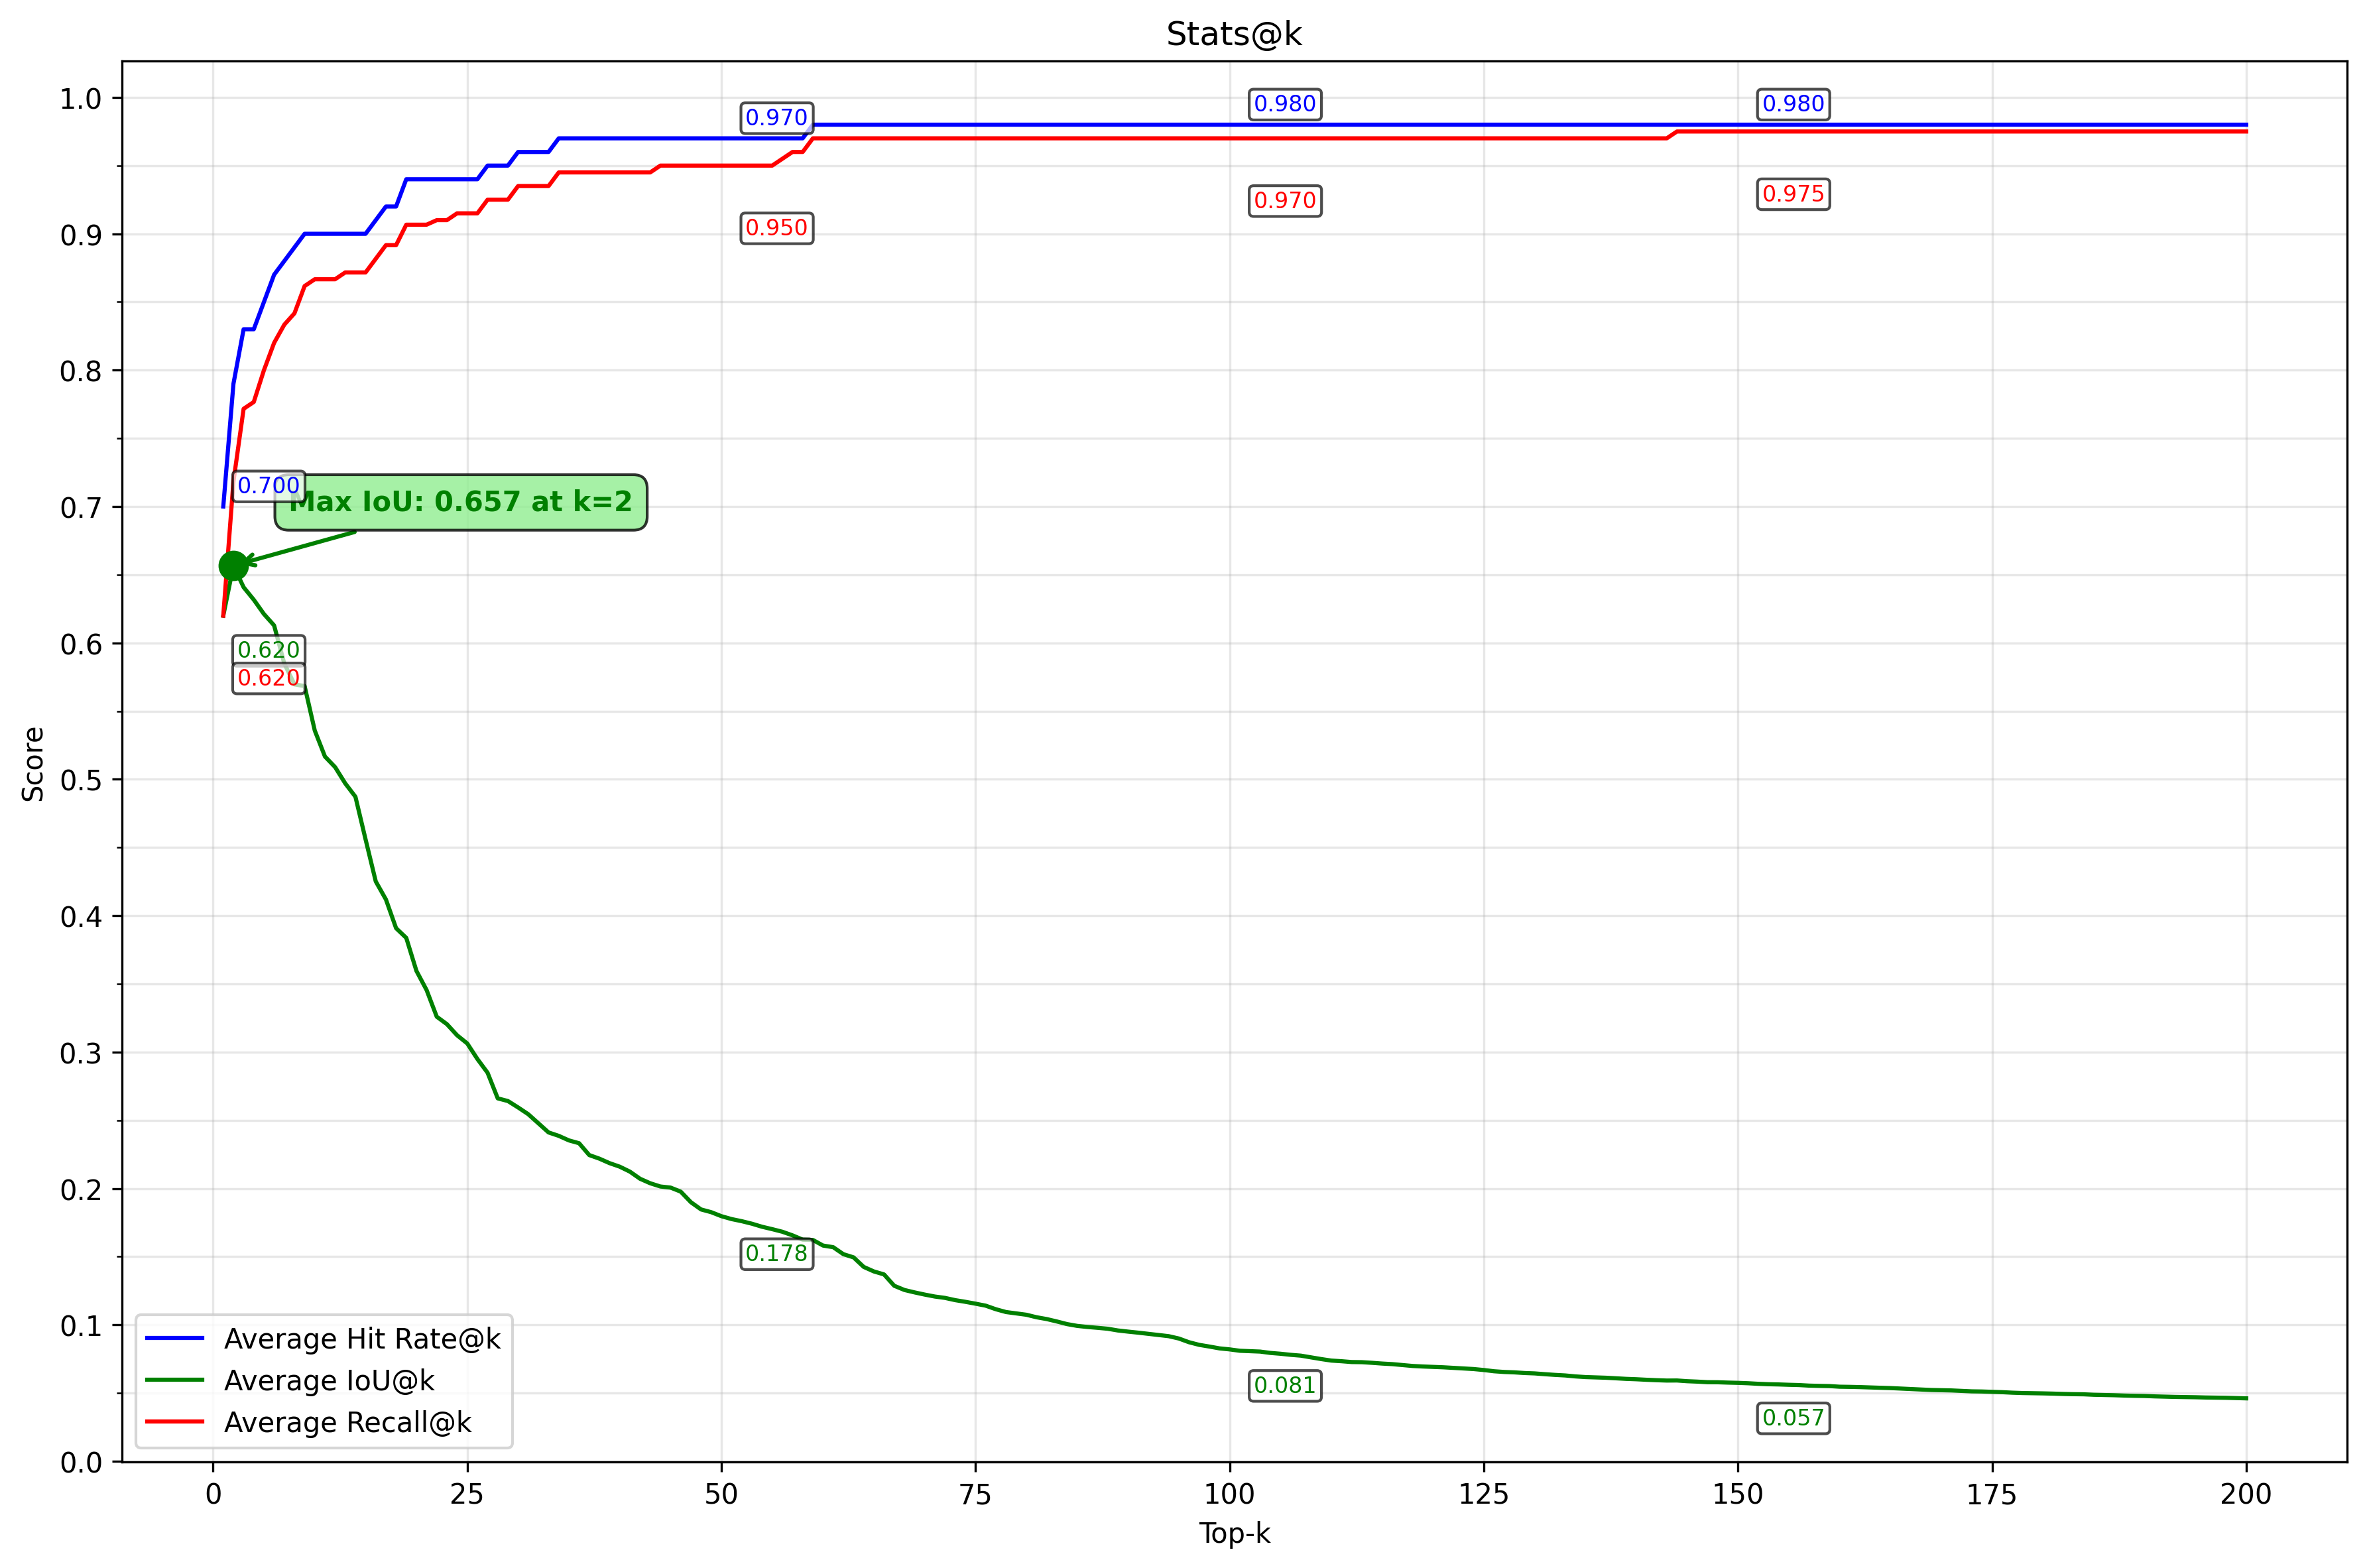 Stats@k
1.0
0.9
0.8
0.7
0.6
0.5
0.4
0.3
0.2
0.1
0.0
Score
0.970
0.980
0.980
0.950
0.970
0.975
0.700
Max IoU: 0.657 at k=2
0.620
0.620
0.178
0.081
0.057
Average Hit Rate@k
Average IoU@k
Average Recall@k
0 25 50 75 100 125 150 175 200
Top-k